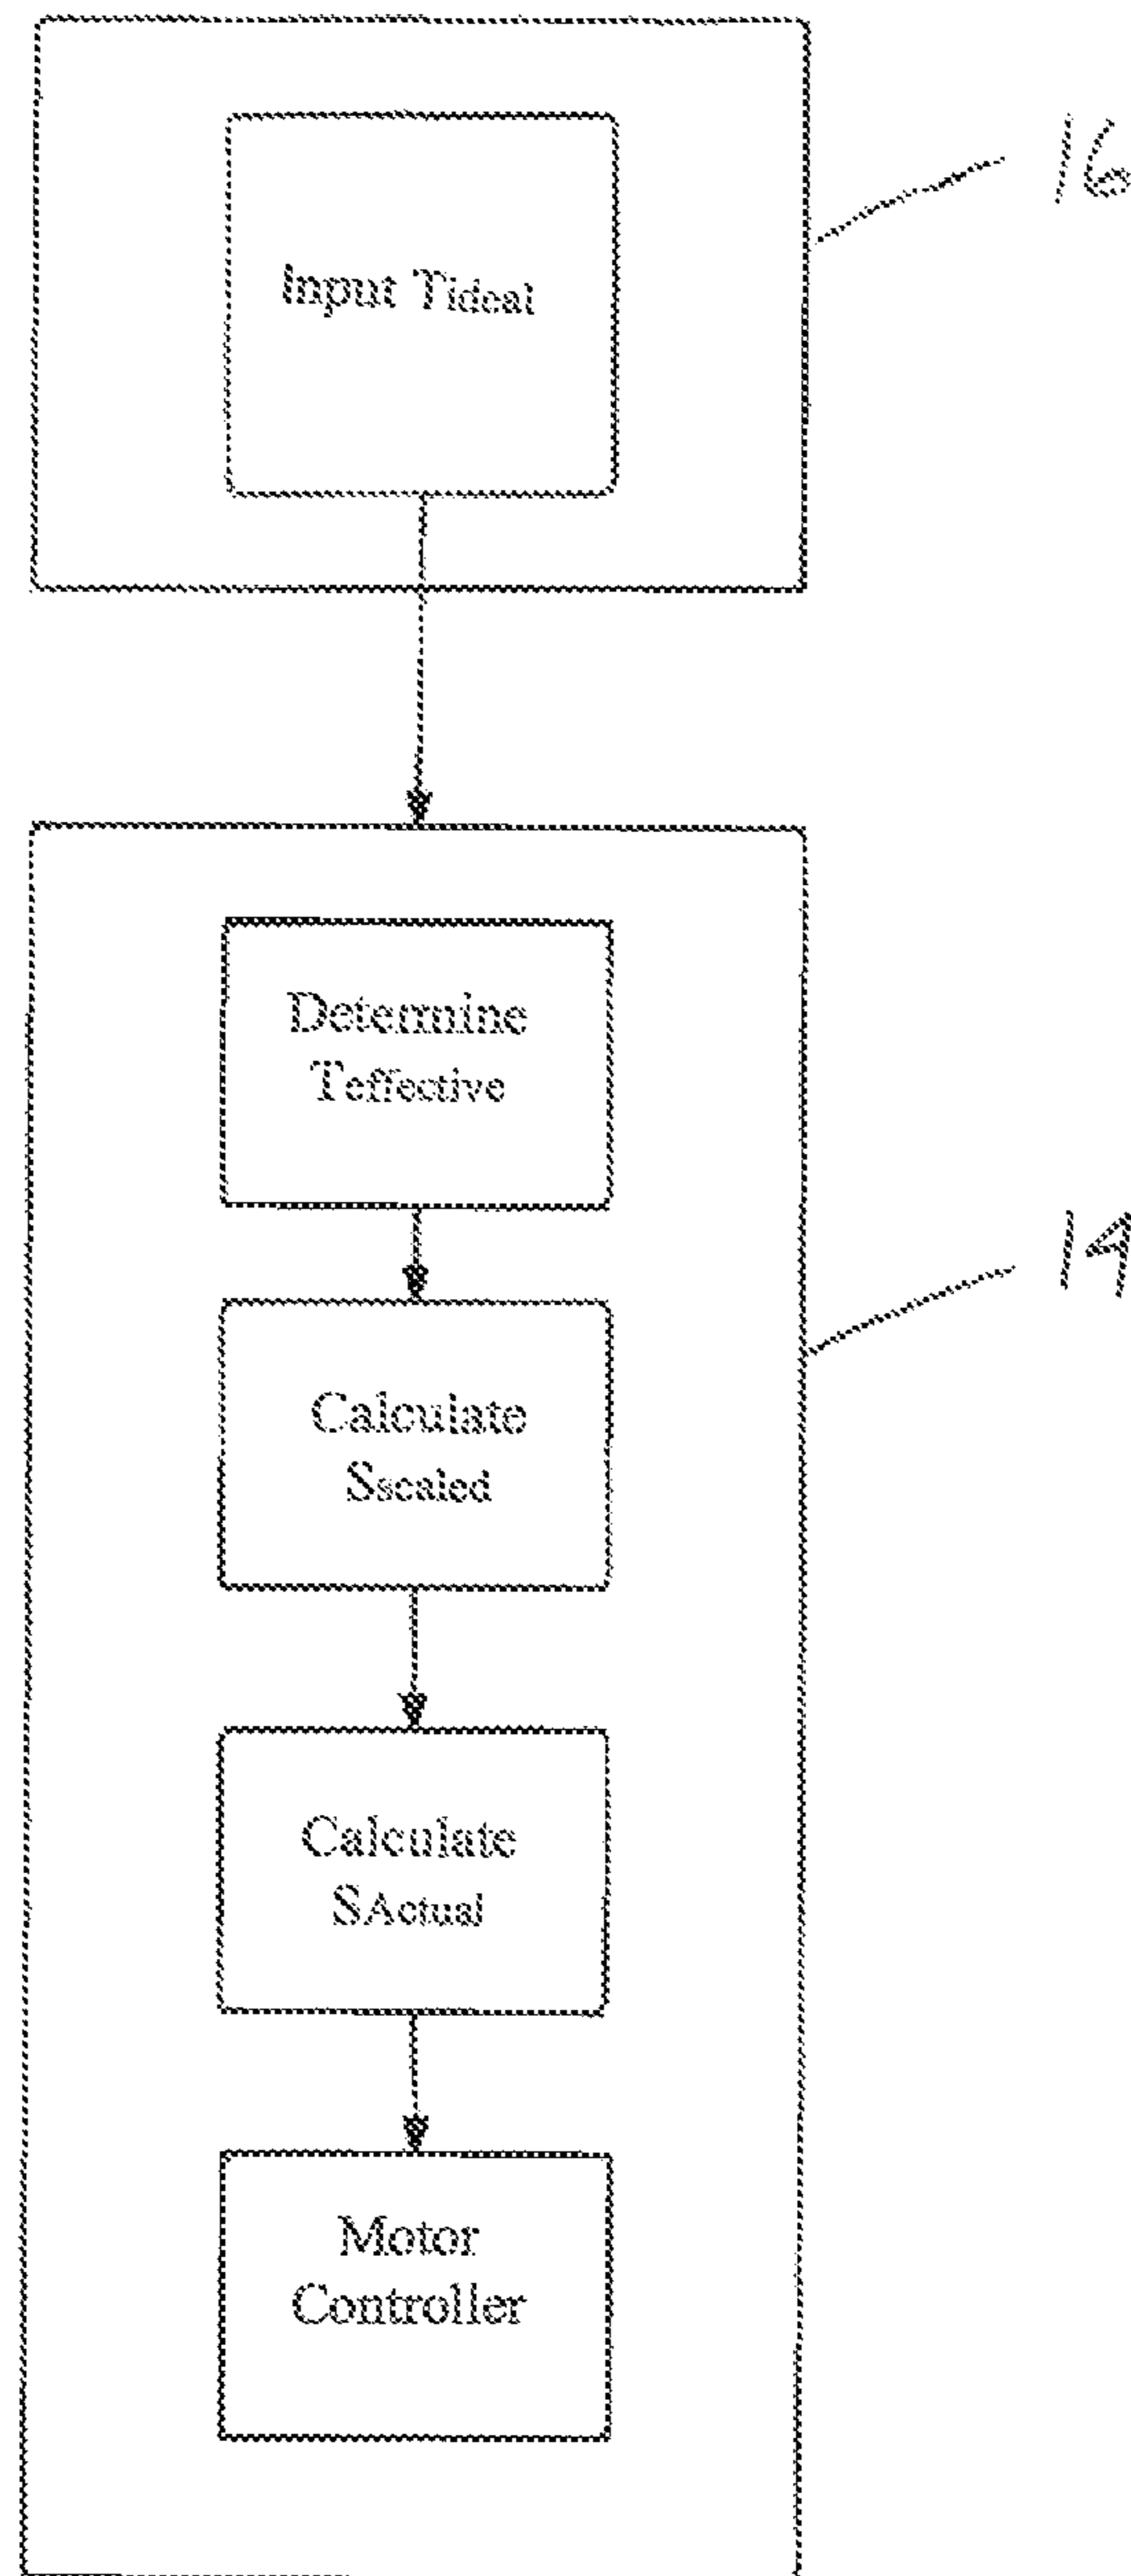 16
Input Tideal
Determine
Teffective
14
Calculate
Sscaled
Calculate
SActual
Motor
Controller